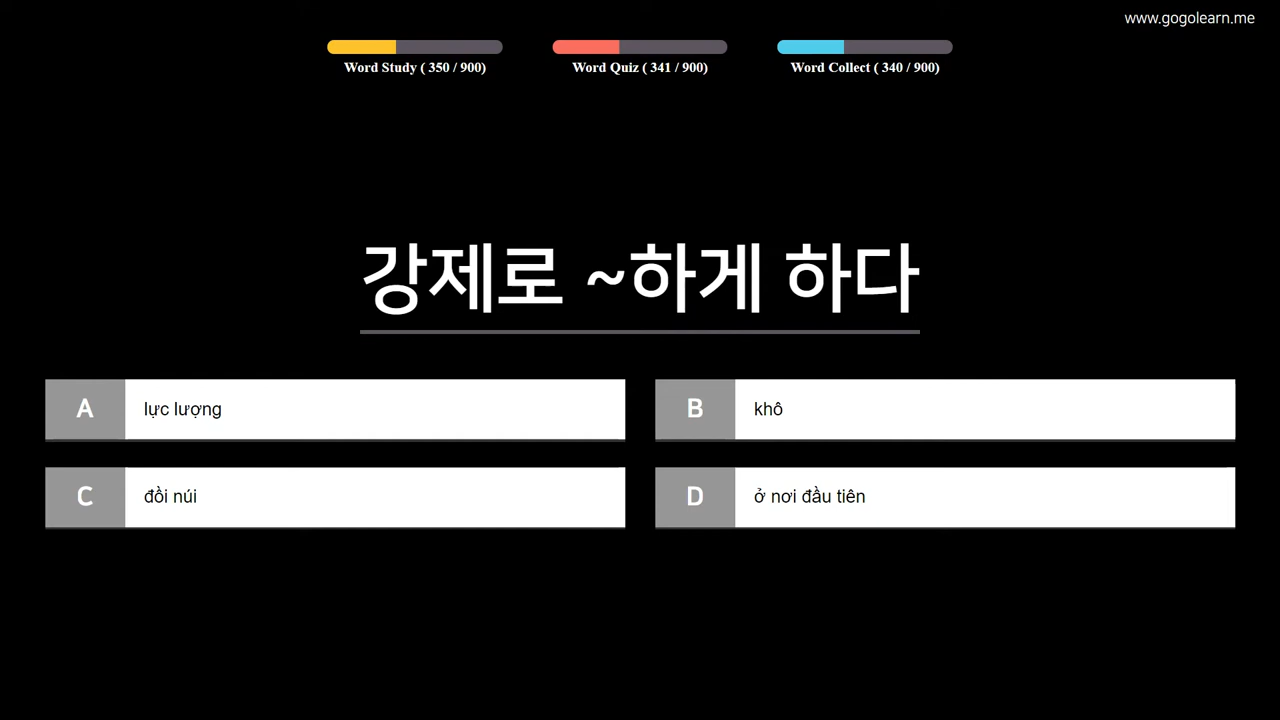 www.gogolearn.me
Word Study ( 350 / 900)
Word Quiz ( 341 / 900)
Word Collect ( 340 / 900)
강제로 ~하게 하다
A lực lượng
B khô
C đồi núi
D ở nơi đầu tiên